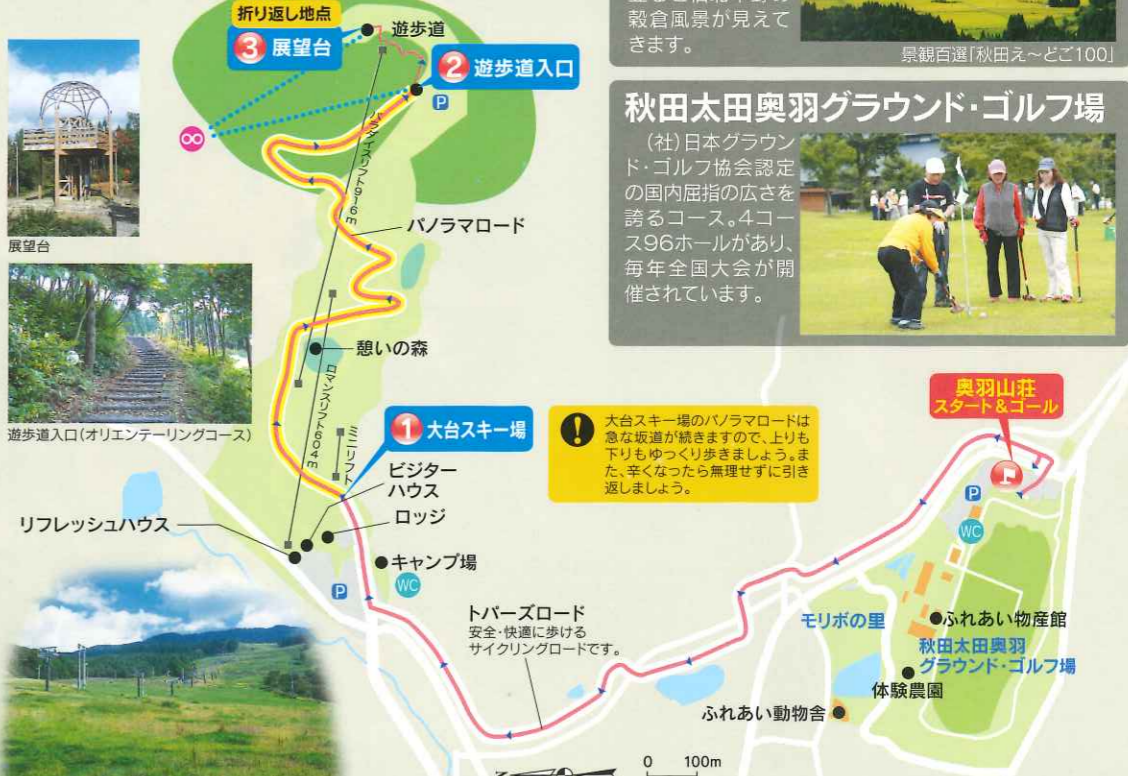 折り返し地点
3 展望台
遊歩道
2 遊歩道入口
P
展望台
パラダイスリフト916m
パノラマロード
遊歩道入口(オリエンテーリングコース)
憩いの森
ロマンスリフト604m
ミニリフト
1 大台スキー場
ビジター
ハウス
リフレッシュハウス
ロッジ
キャンプ場
WC
P
トパーズロード
安全・快適に歩ける
サイクリングロードです。
! 大台スキー場のパノラマロードは
急な坂道が続きますので、上りも
下りもゆっくり歩きましょう。ま
た、辛くなったら無理せずに引き
返しましょう。
穀倉風景が見えて
きます。
景観百選「秋田え~どご100」
秋田太田奥羽グラウンド・ゴルフ場
(社)日本グラウン
ド・ゴルフ協会認定
の国内屈指の広さを
誇るコース。4コー
ス96ホールがあり、
毎年全国大会が開
催されています。
奥羽山荘
スタート&ゴール
P
WC
モリボの里
ふれあい物産館
秋田太田奥羽
グラウンド・ゴルフ場
体験農園
ふれあい動物舎
0 100m